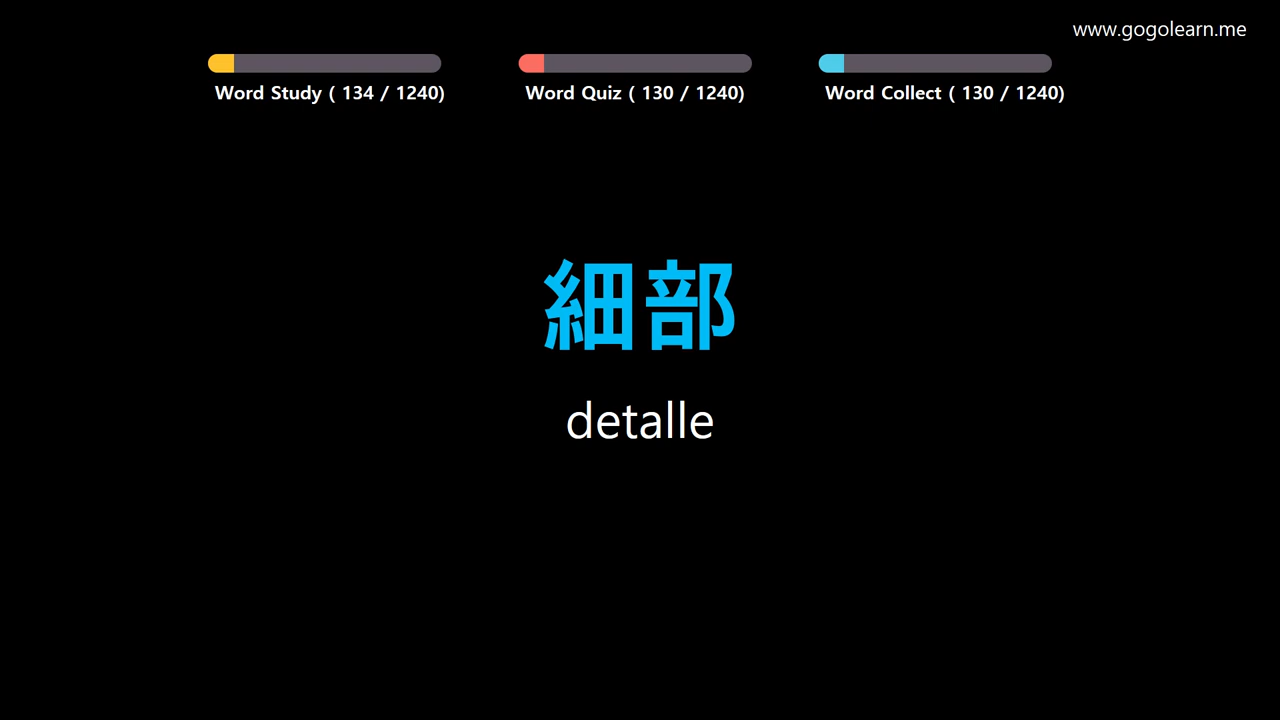 www.gogolearn.me
Word Study ( 134 / 1240)
Word Quiz ( 130 / 1240)
Word Collect ( 130 / 1240)
細部
detalle